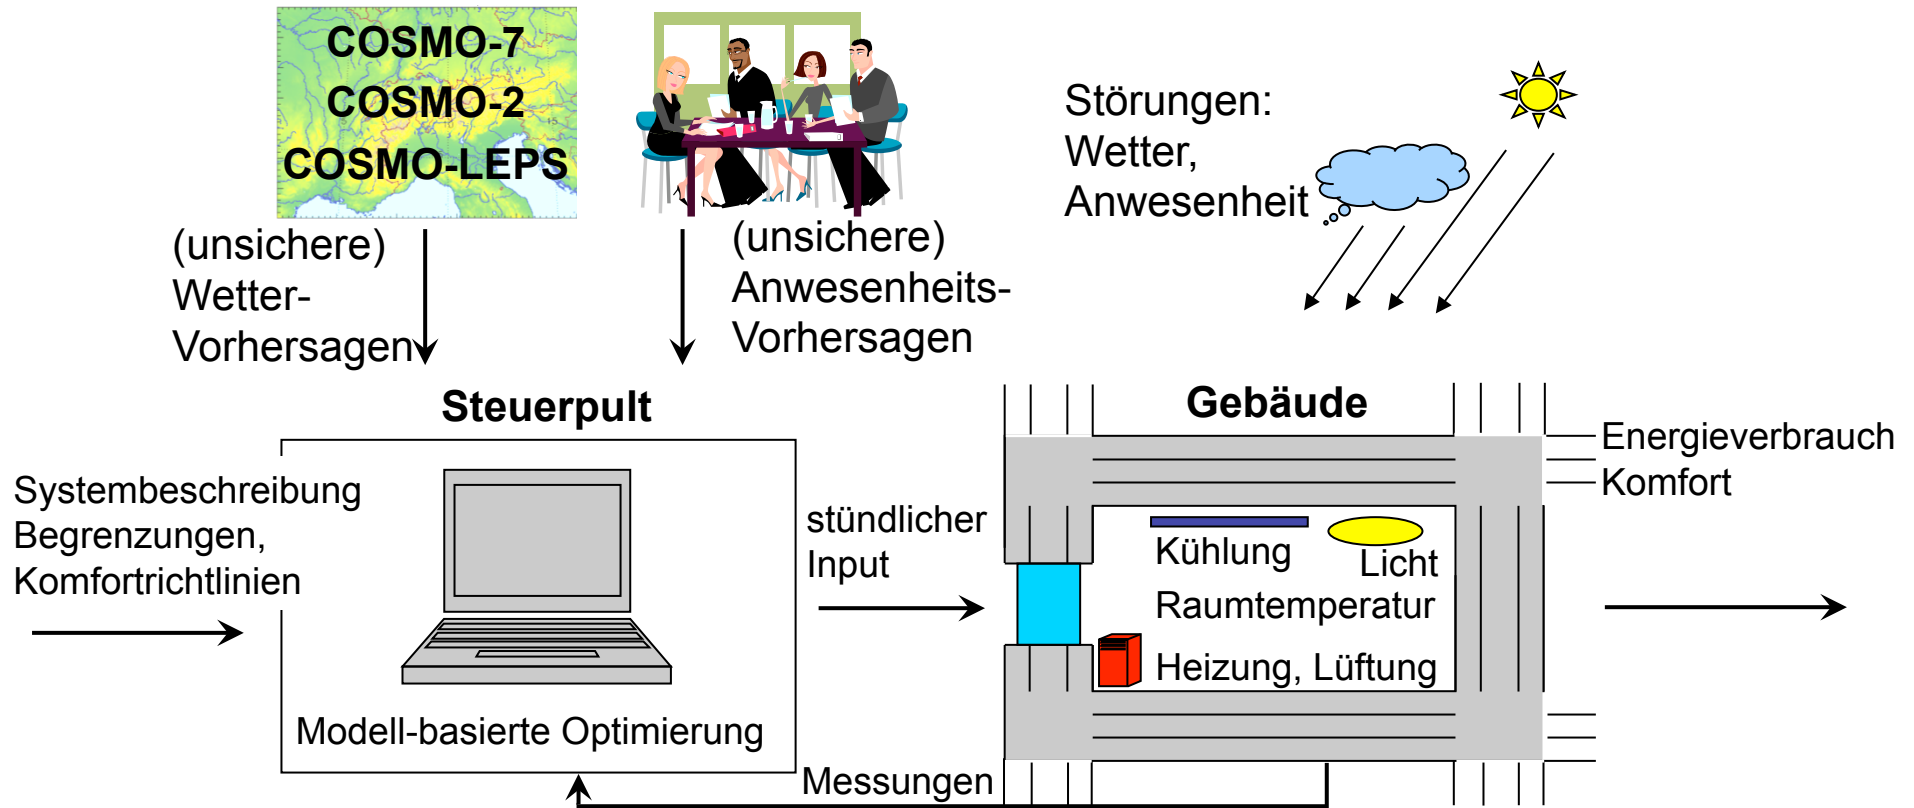 COSMO-7
COSMO-2
COSMO-LEPS
(unsichere)
Wetter-
Vorhersagen
(unsichere)
Anwesenheits-
Vorhersagen
Störungen:
Wetter,
Anwesenheit
Steuerpult
Gebäude
Systembeschreibung
Begrenzungen,
Komfortrichtlinien
stündlicher
Input
Energieverbrauch
Komfort
Kühlung
Licht
Raumtemperatur
Heizung, Lüftung
Modell-basierte Optimierung
Messungen